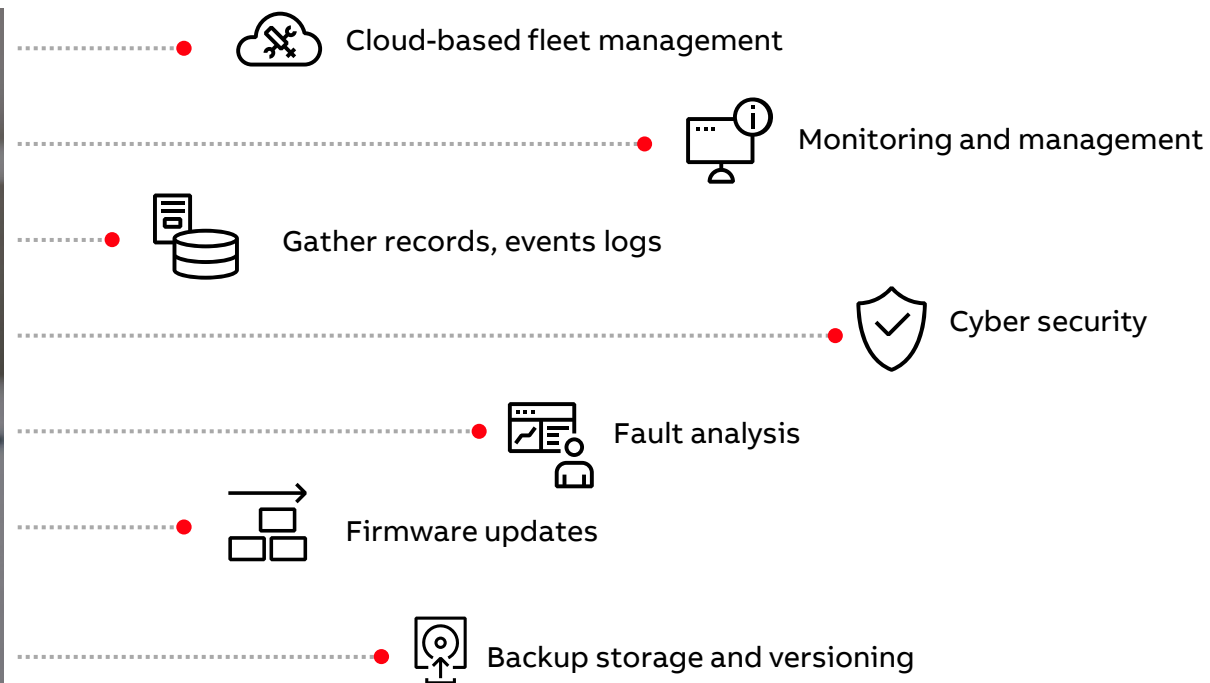 Cloud-based fleet management
Monitoring and management
Gather records, events logs
Cyber security
Fault analysis
Firmware updates
Backup storage and versioning